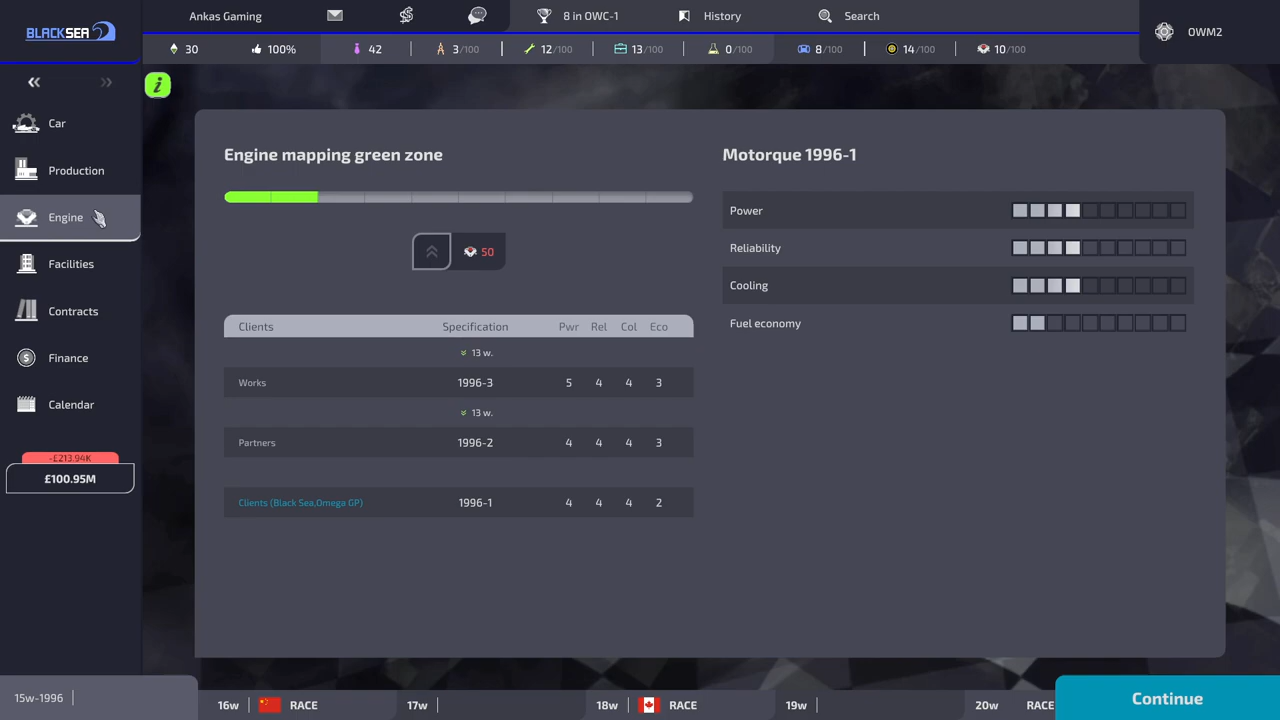 BLACKSEA
Ankas Gaming
8 in OWC-1
History
Search
OWM2
30
100%
42
3/100
12/100
13/100
0/100
8/100
14/100
10/100
i
Car
Production
Engine
Facilities
Contracts
Finance
Calendar
-£213.94K
£100.95M
Engine mapping green zone
50
Clients Specification Pwr Rel Col Eco
13 w.
Works 1996-3 5 4 4 3
13 w.
Partners 1996-2 4 4 4 3
Clients (Black Sea,Omega GP) 1996-1 4 4 4 2
Motorque 1996-1
Power
Reliability
Cooling
Fuel economy
15w-1996
16w RACE 17w 18w RACE 19w 20w RACE
Continue